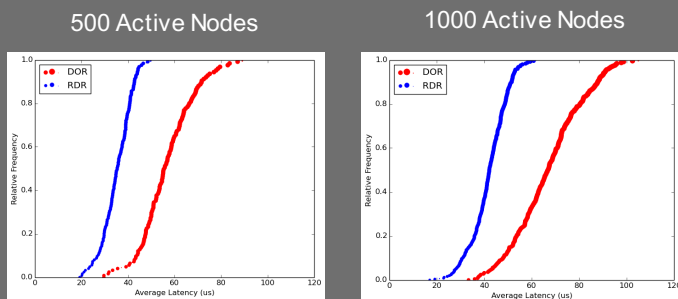 500 Active Nodes
1.0
0.8
0.6
0.4
0.2
0.0
Relative Frequency
DOR
RDR
0 20 40 60 80 100 120
Average Latency (us)
1000 Active Nodes
1.0
0.8
0.6
0.4
0.2
0.0
Relative Frequency
DOR
RDR
0 20 40 60 80 100 120
Average Latency (us)